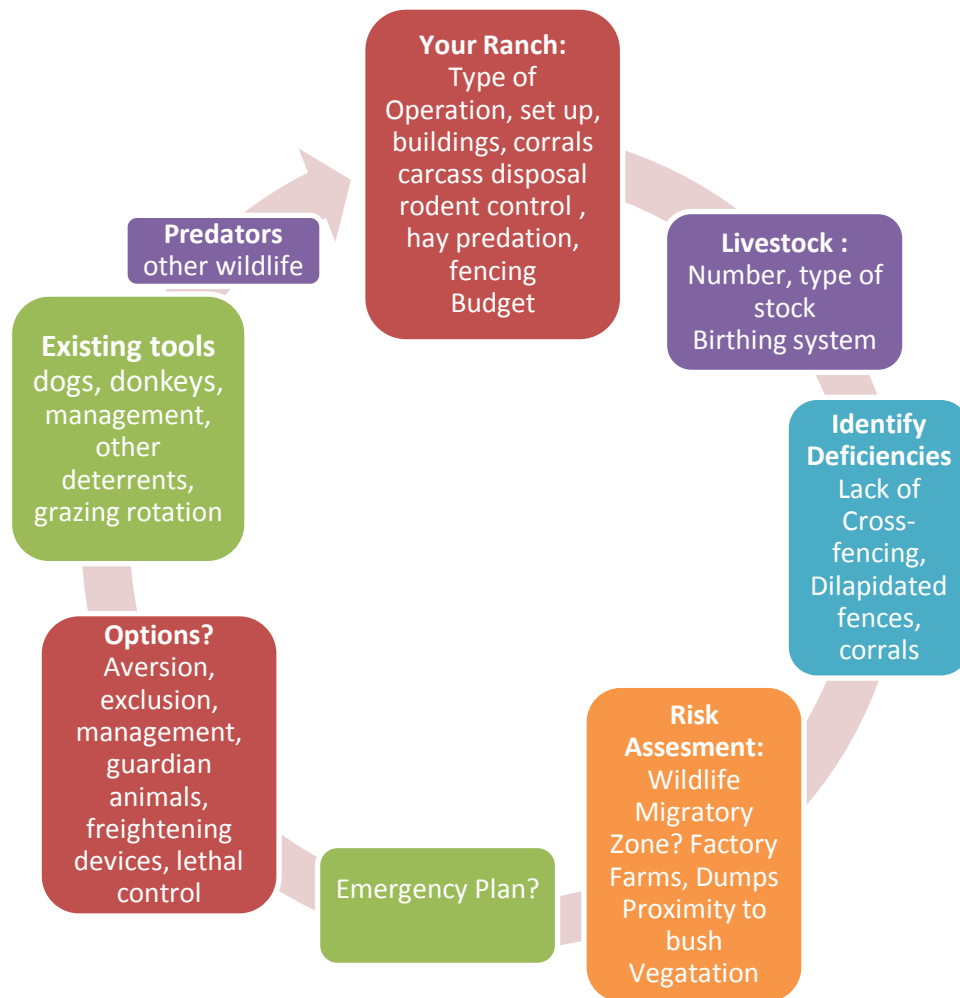 Your Ranch:
Type of
Operation, set up,
buildings, corrals
carcass disposal
rodent control ,
hay predation,
fencing
Budget
Livestock :
Number, type of
stock
Birthing system
Identify
Deficiencies
Lack of
Cross-
fencing,
Dilapidated
fences,
corrals
Risk
Assesment:
Wildlife
Migratory
Zone? Factory
Farms, Dumps
Proximity to
bush
Vegatation
Emergency Plan?
Options?
Aversion,
exclusion,
management,
guardian
animals,
freightening
devices, lethal
control
Existing tools
dogs, donkeys,
management,
other
deterrents,
grazing rotation
Predators
other wildlife